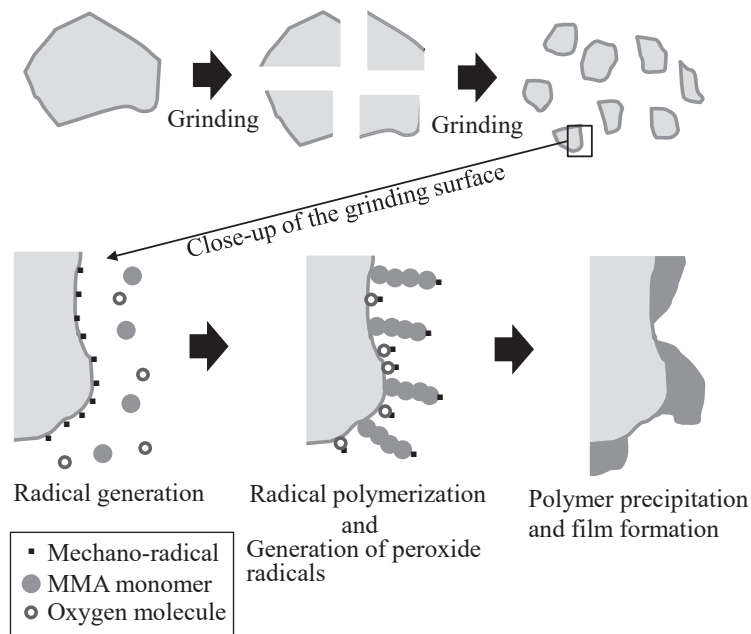 Grinding
Grinding
Close-up of the grinding surface
Radical generation
Radical polymerization
and
Generation of peroxide
radicals
Polymer precipitation
and film formation
Mechano-radical
MMA monomer
Oxygen molecule